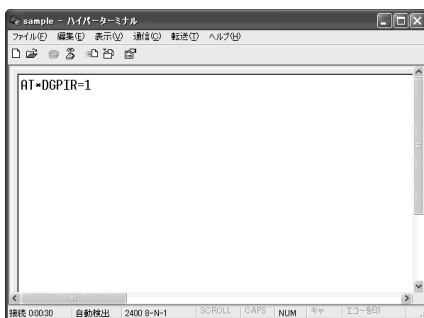 sample - ハイパーターミナル
ファイル(F) 編集(E) 表示(V) 通信(C) 転送(T) ヘルプ(H)
AT*DGPIR=1
接続 0:00:30 自動検出 2400 8-N-1 SCROLL CAPS NUM キャ エコーを印